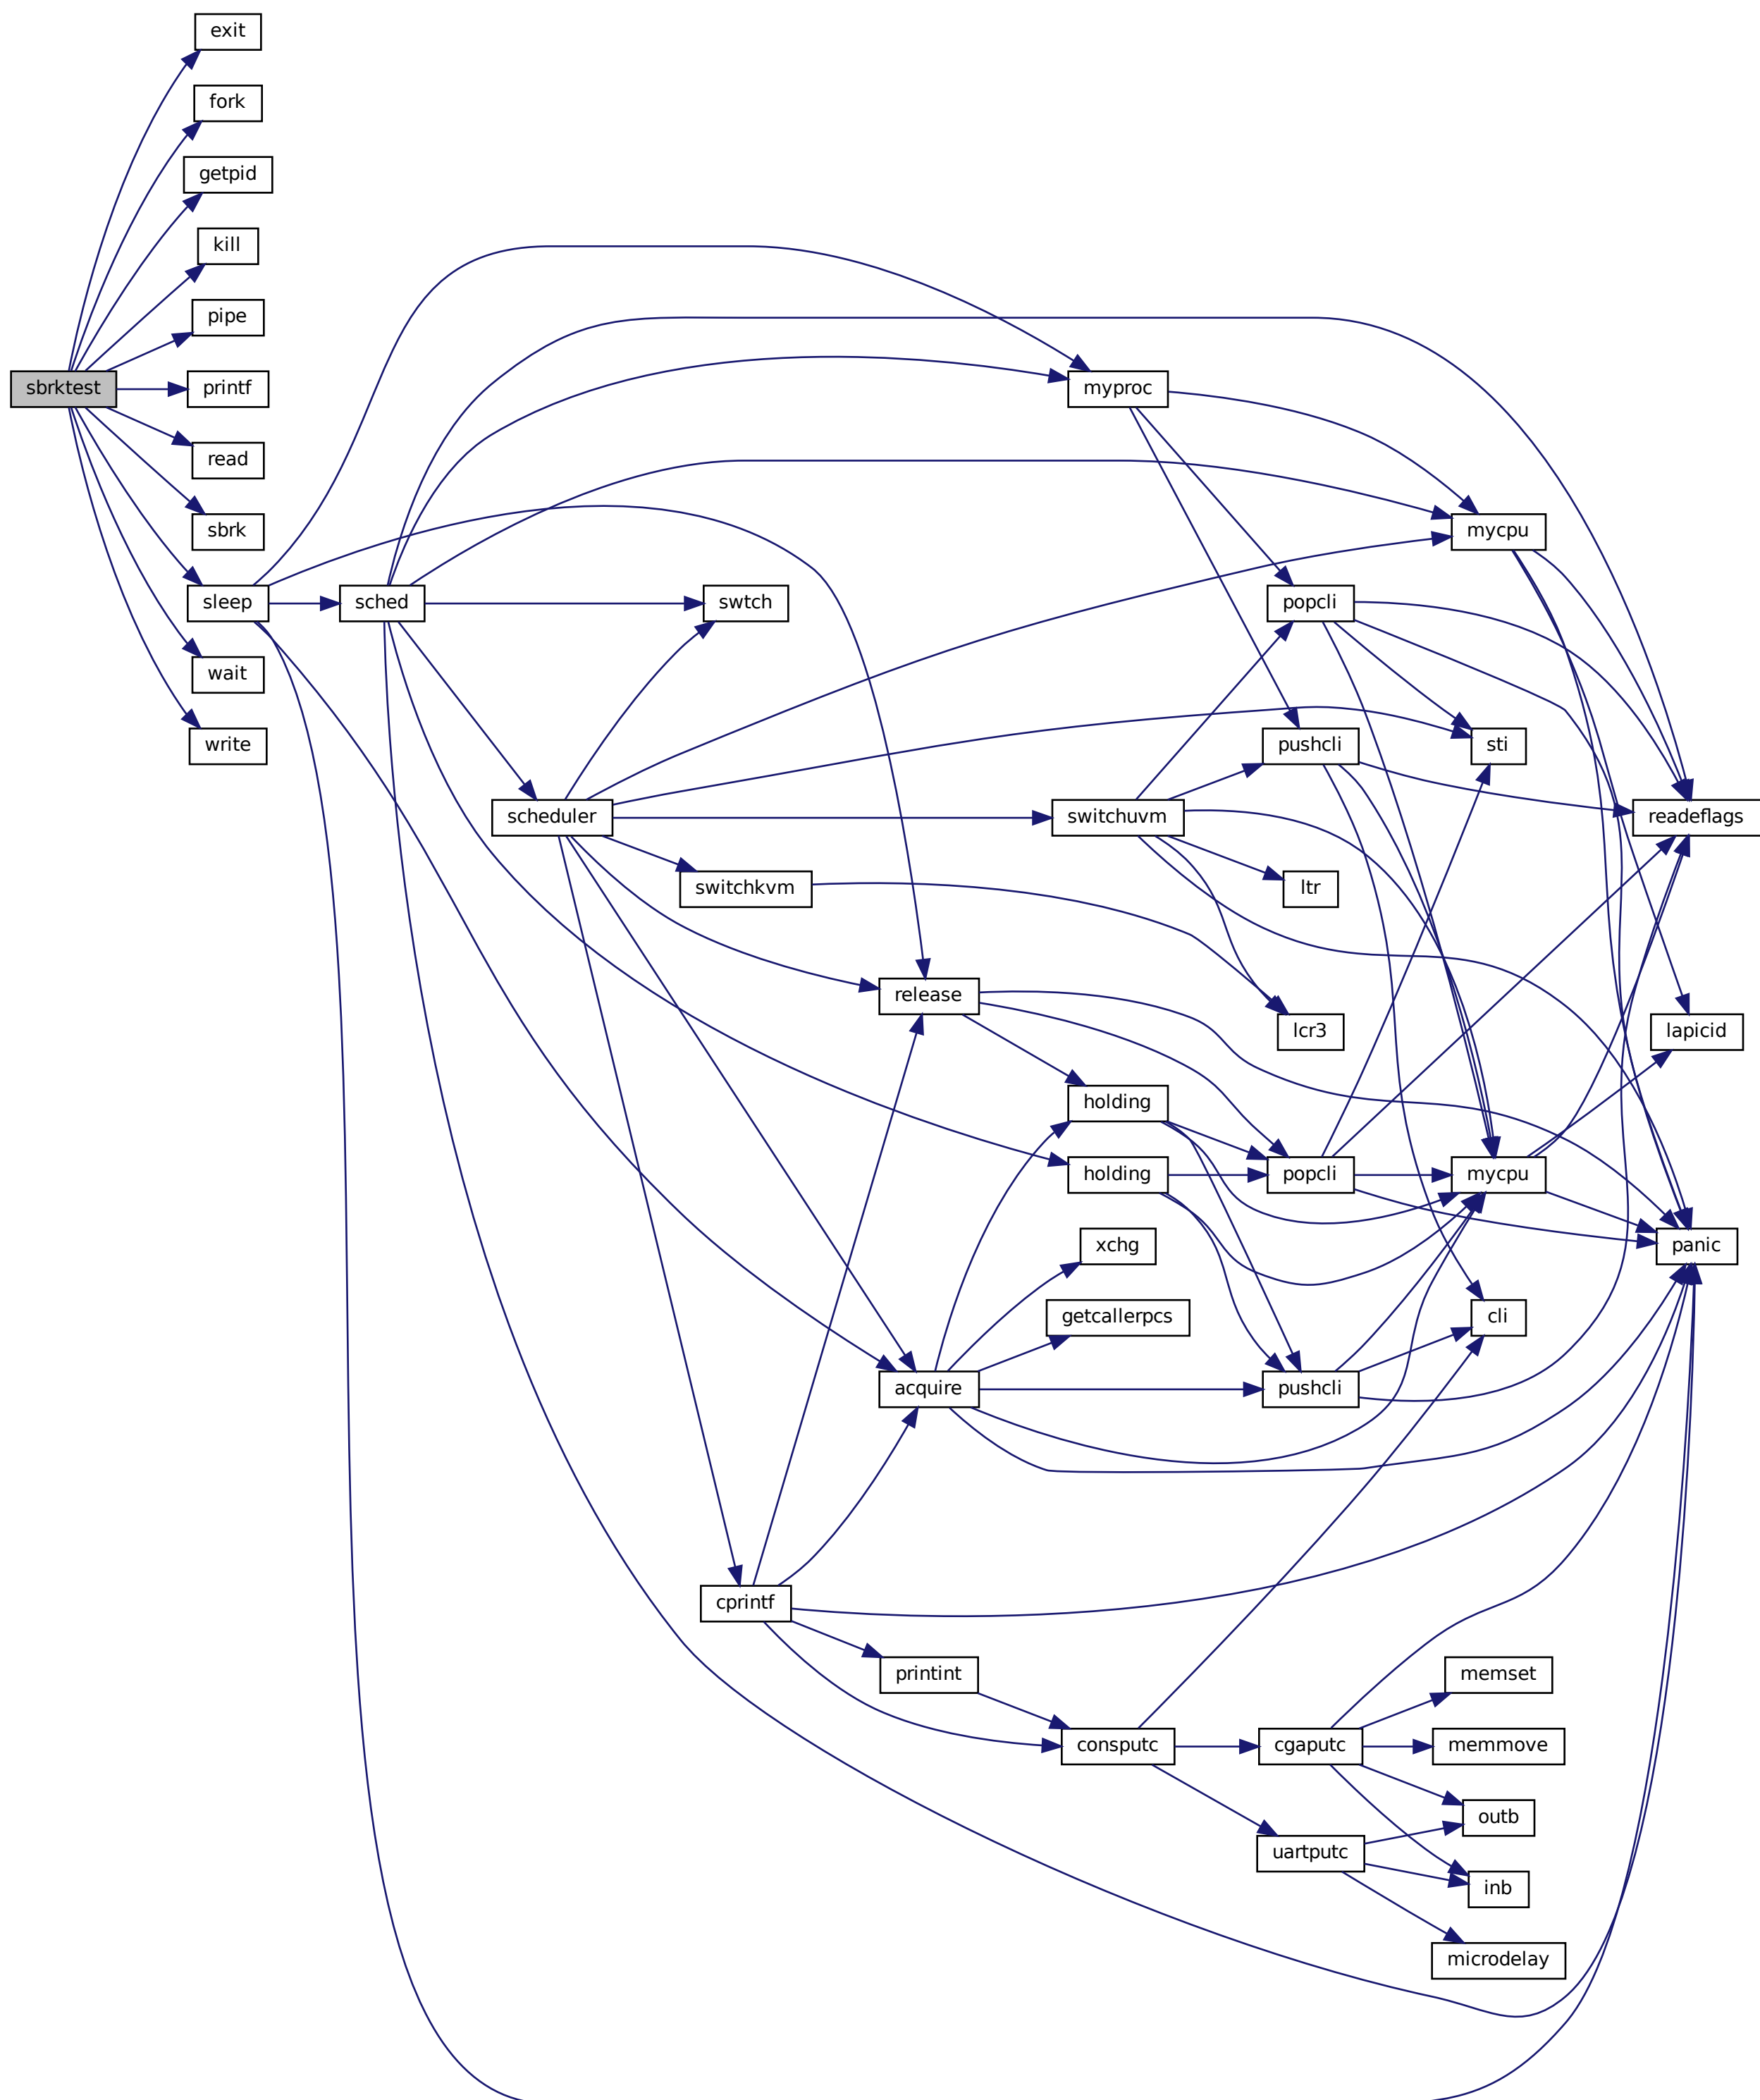 exit
fork
getpid
kill
pipe
sbrktest
printf
myproc
read
sbrk
mycpu
sleep
sched
swtch
popcli
wait
write
pushcli
sti
scheduler
switchuvm
readeflags
switchkvm
ltr
release
lcr3
lapicid
holding
holding
popcli
mycpu
xchg
panic
getcallerpcs
cli
acquire
pushcli
cprintf
printint
memset
consputc
cgaputc
memmove
outb
uartputc
inb
microdelay